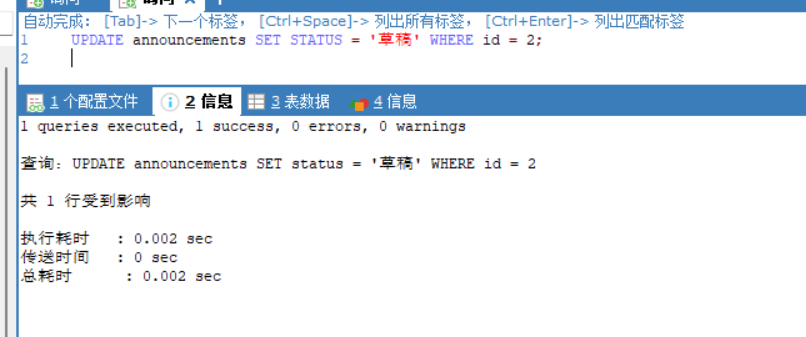 自动完成: [Tab]-> 下一个标签, [Ctrl+Space]-> 列出所有标签, [Ctrl+Enter]-> 列出匹配标签
1 UPDATE announcements SET STATUS = '草稿' WHERE id = 2;
2
1 个配置文件 2 信息 3 表数据 4 信息
1 queries executed, 1 success, 0 errors, 0 warnings
查询: UPDATE announcements SET status = '草稿' WHERE id = 2
共 1 行受到影响
执行耗时 : 0.002 sec
传送时间 : 0 sec
总耗时 : 0.002 sec